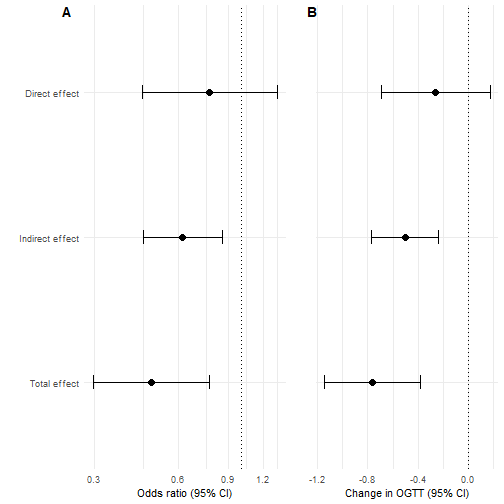 A
B
Direct effect
Indirect effect
Total effect
0.3 0.6 0.9 1.2
-1.2 -0.8 -0.4 0.0
Odds ratio (95% CI)
Change in OGTT (95% CI)